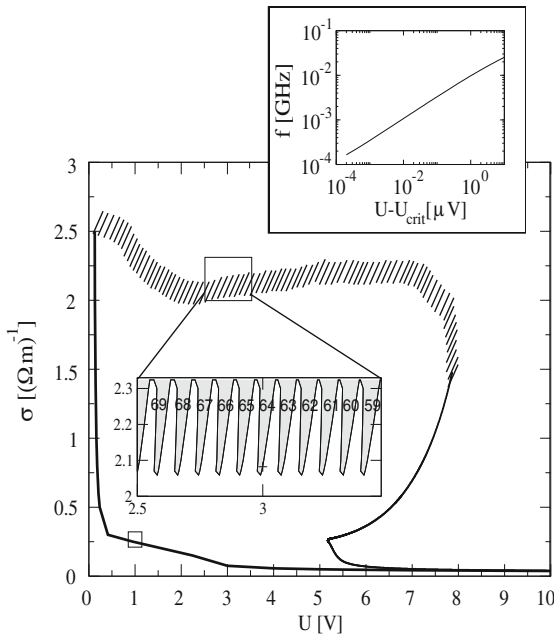 10⁻¹
10⁻²
10⁻³
10⁻⁴
f [GHz]
10⁻⁴ 10⁻² 10⁰
U-U_crit[μV]
3
2.5
2
1.5
1
0.5
0
σ [(Ωm)⁻¹]
2.3
2.2
2.1
2
69 68 67 66 65 64 63 62 61 60 59
2.5 3
0 1 2 3 4 5 6 7 8 9 10
U [V]